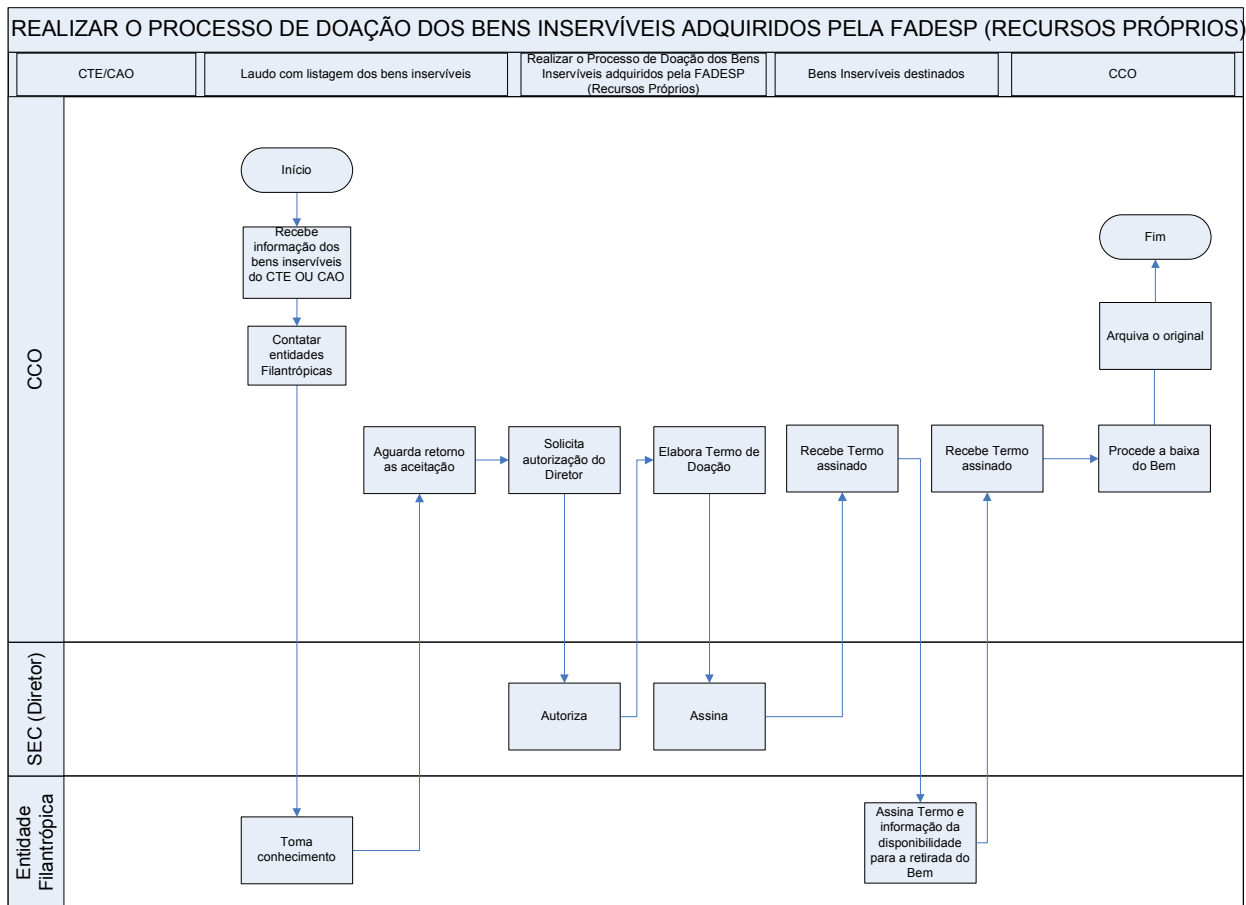 REALIZAR O PROCESSO DE DOAÇÃO DOS BENS INSERVÍVEIS ADQUIRIDOS PELA FADESP (RECURSOS PRÓPRIOS)
CTE/CAO
Laudo com listagem dos bens inservíveis
Realizar o Processo de Doação dos Bens
Inservíveis adquiridos pela FADESP
(Recursos Próprios)
Bens Inservíveis destinados
CCO
CCO
Início
Recebe
informação dos
bens inservíveis
do CTE OU CAO
Contatar
entidades
Filantrópicas
Aguarda retorno
as aceitação
Solicita
autorização do
Diretor
Elabora Termo de
Doação
Recebe Termo
assinado
Recebe Termo
assinado
Procede a baixa
do Bem
Arquiva o original
Fim
SEC (Diretor)
Autoriza
Assina
Entidade
Filantrópica
Toma
conhecimento
Assina Termo e
informação da
disponibilidade
para a retirada do
Bem